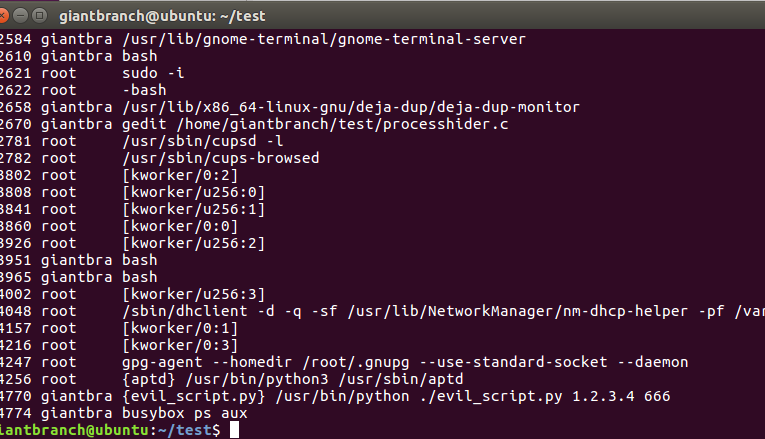 giantbranch@ubuntu: ~/test
2584 giantbra /usr/lib/gnome-terminal/gnome-terminal-server
2610 giantbra bash
2621 root     sudo -i
2622 root     -bash
2658 giantbra /usr/lib/x86_64-linux-gnu/deja-dup/deja-dup-monitor
2670 giantbra gedit /home/giantbranch/test/processhider.c
2781 root     /usr/sbin/cupsd -l
2782 root     /usr/sbin/cups-browsed
3802 root     [kworker/0:2]
3808 root     [kworker/u256:0]
3841 root     [kworker/u256:1]
3860 root     [kworker/0:0]
3926 root     [kworker/u256:2]
3951 giantbra bash
3965 giantbra bash
4002 root     [kworker/u256:3]
4048 root     /sbin/dhclient -d -q -sf /usr/lib/NetworkManager/nm-dhcp-helper -pf /var
4157 root     [kworker/0:1]
4216 root     [kworker/0:3]
4247 root     gpg-agent --homedir /root/.gnupg --use-standard-socket --daemon
4256 root     {aptd} /usr/bin/python3 /usr/sbin/aptd
4770 giantbra {evil_script.py} /usr/bin/python ./evil_script.py 1.2.3.4 666
4774 giantbra busybox ps aux
iantbranch@ubuntu:~/test$